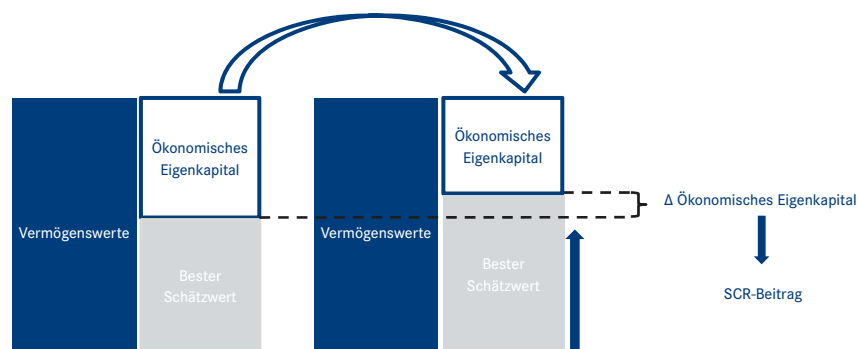 Vermögenswerte
Ökonomisches
Eigenkapital
Bester
Schätzwert
Vermögenswerte
Ökonomisches
Eigenkapital
Bester
Schätzwert
Δ Ökonomisches Eigenkapital
SCR-Beitrag